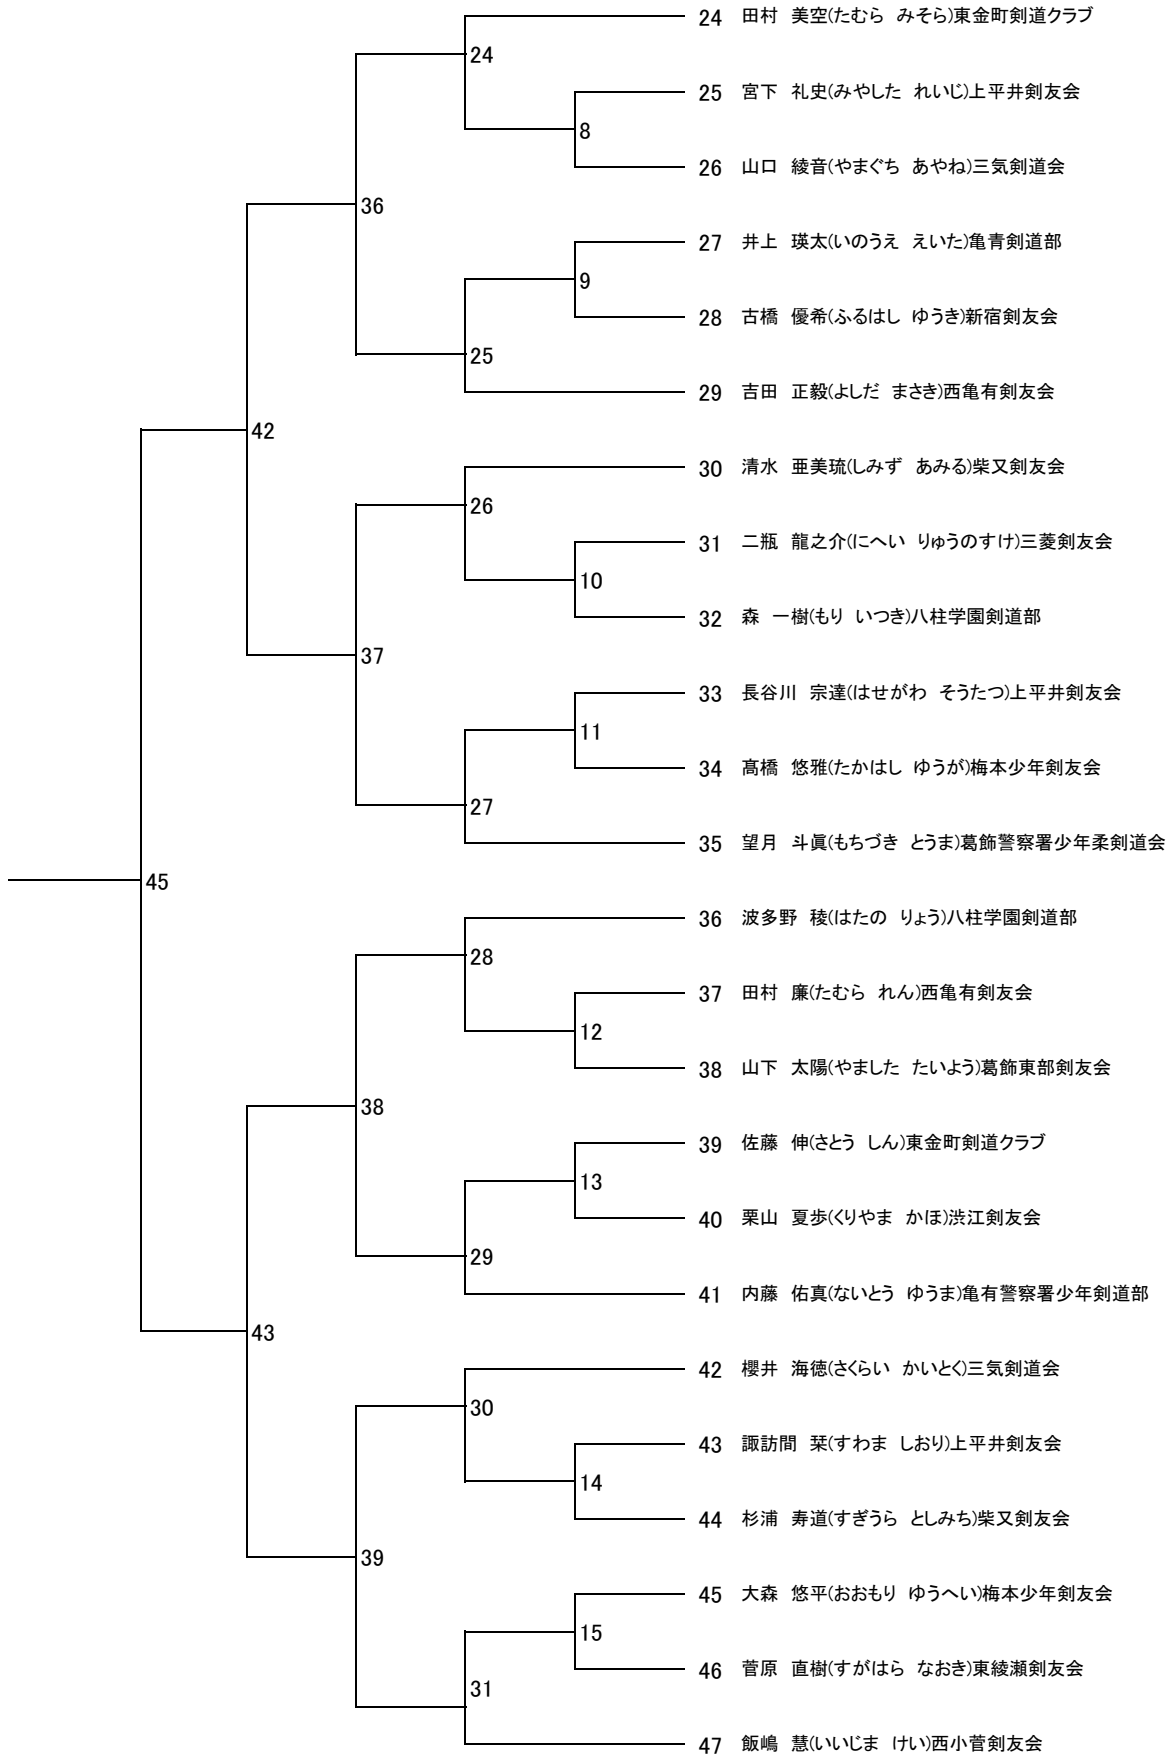 24 田村 美空(たむら みそら)東金町剣道クラブ
24
25 宮下 礼史(みやした れいじ)上平井剣友会
8
26 山口 綾音(やまぐち あやね)三気剣道会
36
27 井上 瑛太(いのうえ えいた)亀青剣道部
9
28 古橋 優希(ふるはし ゆうき)新宿剣友会
25
29 吉田 正毅(よしだ まさき)西亀有剣友会
42
30 清水 亜美琉(しみず あみる)柴又剣友会
26
31 二瓶 龍之介(にへい りゅうのすけ)三菱剣友会
10
32 森 一樹(もり いつき)八柱学園剣道部
37
33 長谷川 宗達(はせがわ そうたつ)上平井剣友会
11
34 髙橋 悠雅(たかはし ゆうが)梅本少年剣友会
27
35 望月 斗眞(もちづき とうま)葛飾警察署少年柔剣道会
45
36 波多野 稜(はたの りょう)八柱学園剣道部
28
37 田村 廉(たむら れん)西亀有剣友会
12
38 山下 太陽(やました たいよう)葛飾東部剣友会
38
39 佐藤 伸(さとう しん)東金町剣道クラブ
13
40 栗山 夏歩(くりやま かほ)渋江剣友会
29
41 内藤 佑真(ないとう ゆうま)亀有警察署少年剣道部
43
42 櫻井 海徳(さくらい かいとく)三気剣道会
30
43 諏訪間 栞(すわま しおり)上平井剣友会
14
44 杉浦 寿道(すぎうら としみち)柴又剣友会
39
45 大森 悠平(おおもり ゆうへい)梅本少年剣友会
15
46 菅原 直樹(すがはら なおき)東綾瀬剣友会
31
47 飯嶋 慧(いいじま けい)西小菅剣友会